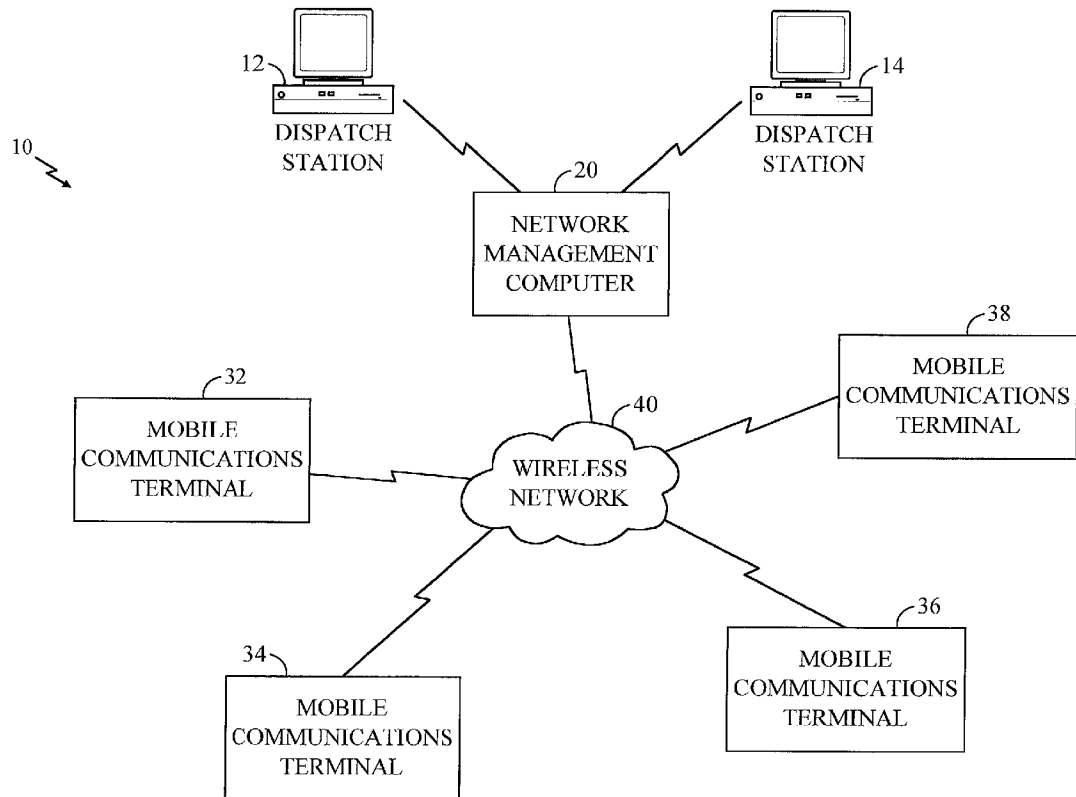 12
14
DISPATCH
STATION
DISPATCH
STATION
10
20
NETWORK
MANAGEMENT
COMPUTER
38
MOBILE
COMMUNICATIONS
TERMINAL
32
MOBILE
COMMUNICATIONS
TERMINAL
40
WIRELESS
NETWORK
36
MOBILE
COMMUNICATIONS
TERMINAL
34
MOBILE
COMMUNICATIONS
TERMINAL